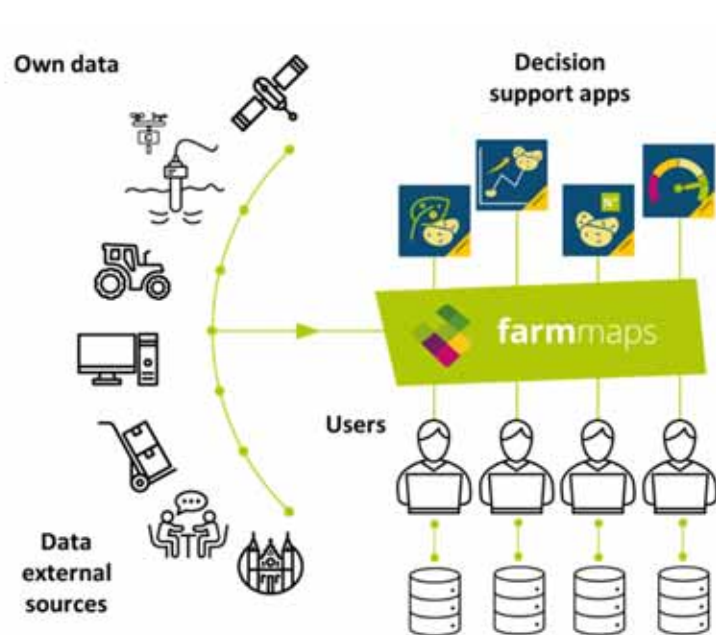 Own data
Decision
support apps
farmmaps
Users
Data
external
sources